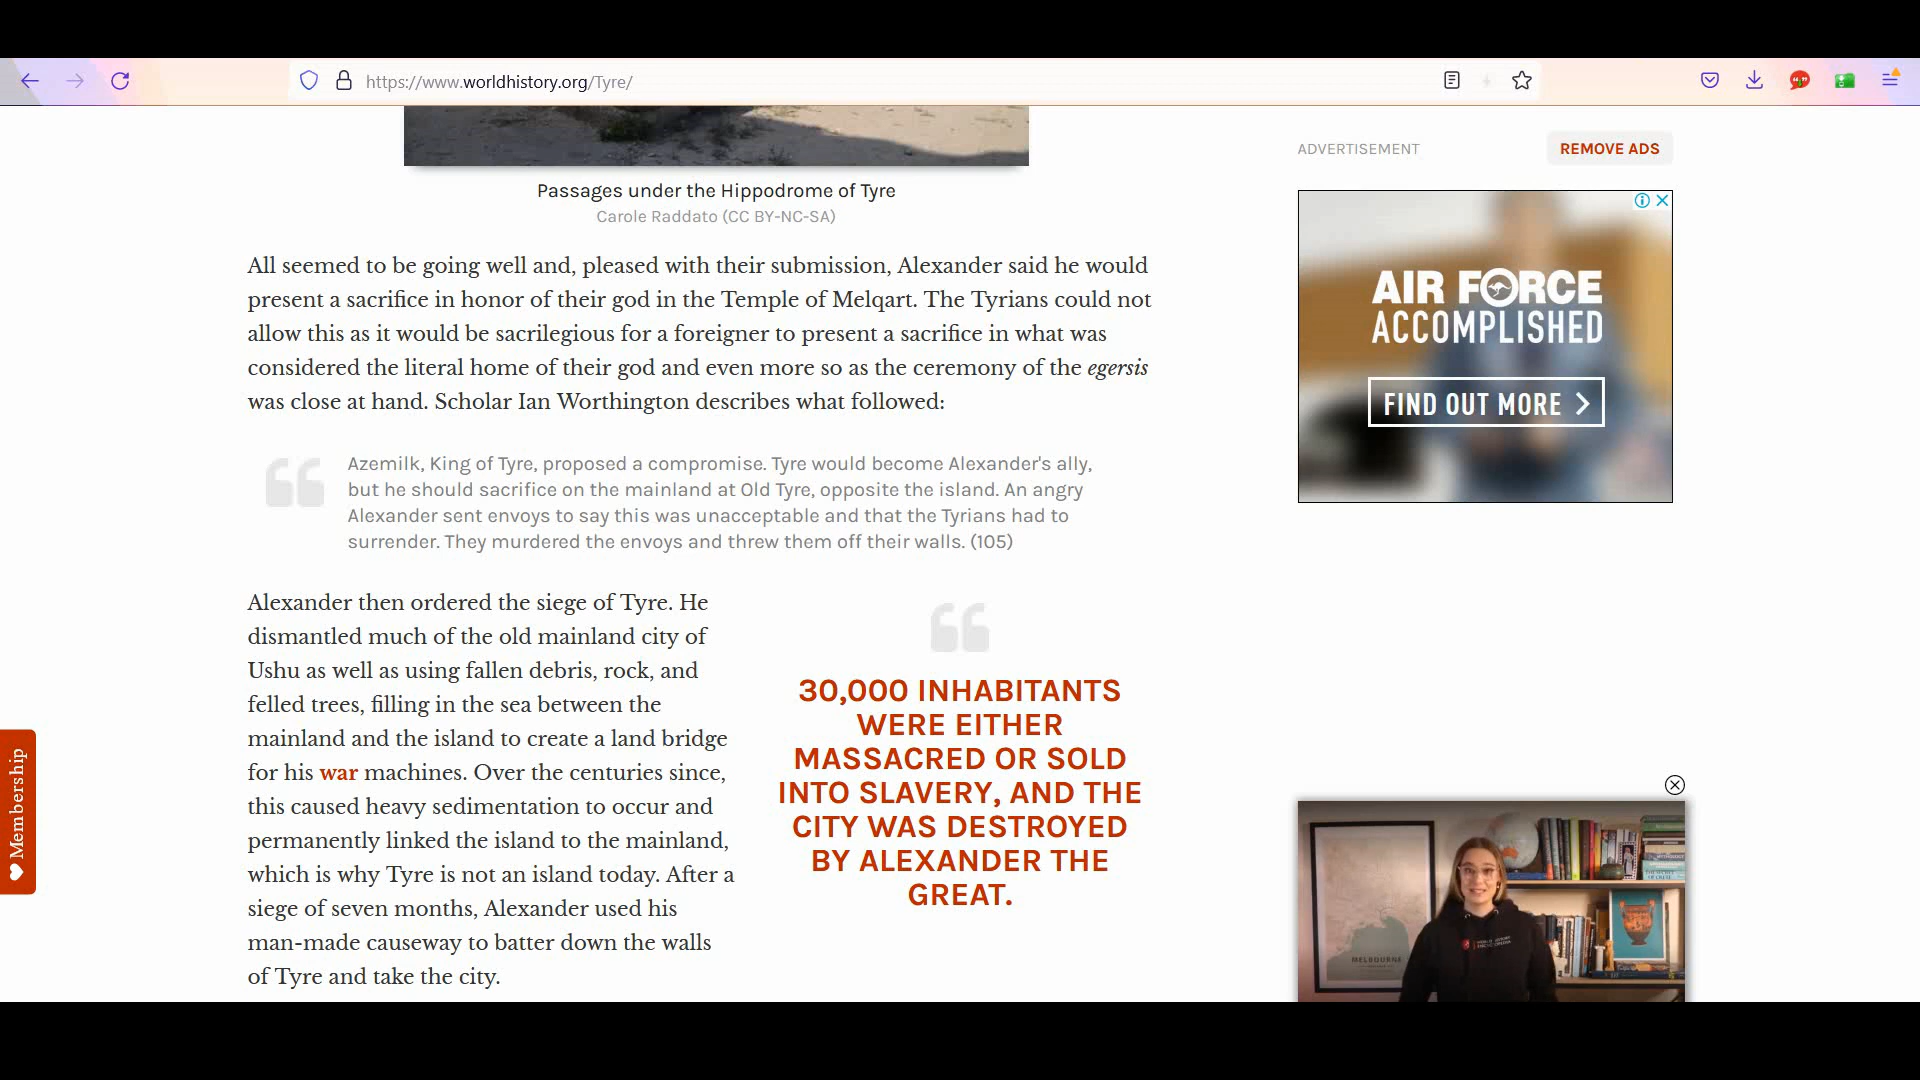 https://www.worldhistory.org/Tyre/
Passages under the Hippodrome of Tyre
Carole Raddato (CC BY-NC-SA)
All seemed to be going well and, pleased with their submission, Alexander said he would
present a sacrifice in honor of their god in the Temple of Melqart. The Tyrians could not
allow this as it would be sacrilegious for a foreigner to present a sacrifice in what was
considered the literal home of their god and even more so as the ceremony of the egersis
was close at hand. Scholar Ian Worthington describes what followed:
Azemilk, King of Tyre, proposed a compromise. Tyre would become Alexander's ally,
but he should sacrifice on the mainland at Old Tyre, opposite the island. An angry
Alexander sent envoys to say this was unacceptable and that the Tyrians had to
surrender. They murdered the envoys and threw them off their walls. (105)
Alexander then ordered the siege of Tyre. He
dismantled much of the old mainland city of
Ushu as well as using fallen debris, rock, and
felled trees, filling in the sea between the
mainland and the island to create a land bridge
for his war machines. Over the centuries since,
this caused heavy sedimentation to occur and
permanently linked the island to the mainland,
which is why Tyre is not an island today. After a
siege of seven months, Alexander used his
man-made causeway to batter down the walls
of Tyre and take the city.
30,000 INHABITANTS
WERE EITHER
MASSACRED OR SOLD
INTO SLAVERY, AND THE
CITY WAS DESTROYED
BY ALEXANDER THE
GREAT.
Membership
ADVERTISEMENT
REMOVE ADS
AIR FORCE
ACCOMPLISHED
FIND OUT MORE
MELBOURNE